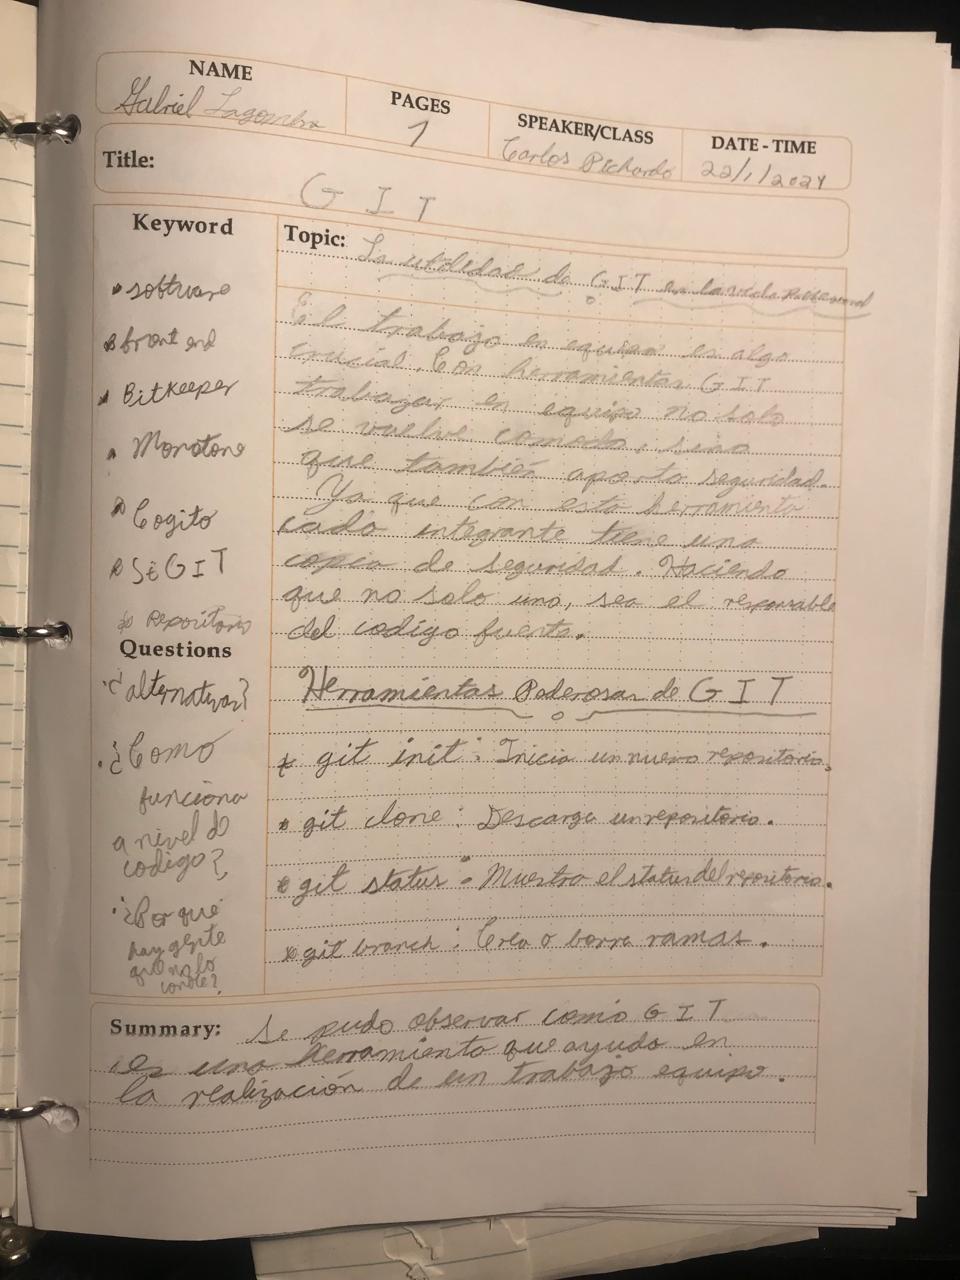 NAME
Gabriel Lagombra
PAGES
1
SPEAKER/CLASS
Carlos Pichardo
DATE - TIME
22/1/2024
Title:
GIT
Keyword
• software
• front end
• Bitkeeper
• Monotone
• Cogito
• StGIT
* Repositorio
Questions
·¿alternativas?
·¿Como
funciona
a nivel de
codigo?
·¿Por que
hay gente
que no lo
conoce?
Topic: La utilidad de GIT en la vida profesional
El trabajo en equipo es algo
crucial. Con herramientas GIT
trabajar en equipo no solo
se vuelve comodo, sino
que también aporta seguridad.
Ya que con esta herramienta
cada integrante tiene una
copia de seguridad. Haciendo
que no solo uno, sea el responsable
del codigo fuente.
Herramientas Poderosas de GIT
* git init: Inicia un nuevo repositorio.
* git clone: Descarga un repositorio.
* git status: Muestra el status del repositorio.
* git branch: Crea o borra ramas.
Summary: Se pudo observar como GIT
es una herramienta que ayuda en
la realización de un trabajo equipo.